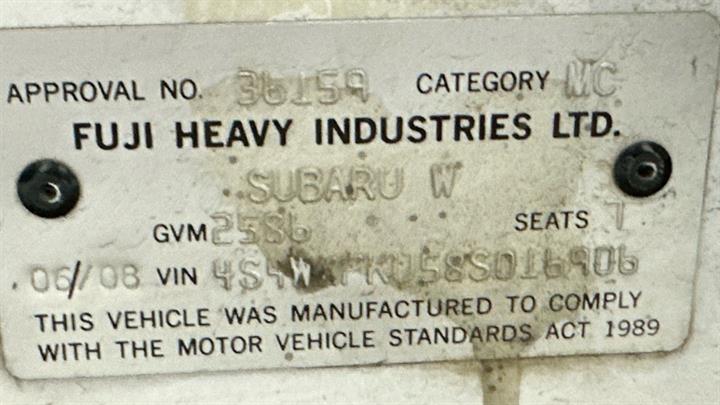 APPROVAL NO. 36159 CATEGORY MC
FUJI HEAVY INDUSTRIES LTD.
SUBARU W
GVM 2586 SEATS 7
06/08 VIN
THIS VEHICLE WAS MANUFACTURED TO COMPLY
WITH THE MOTOR VEHICLE STANDARDS ACT 1989